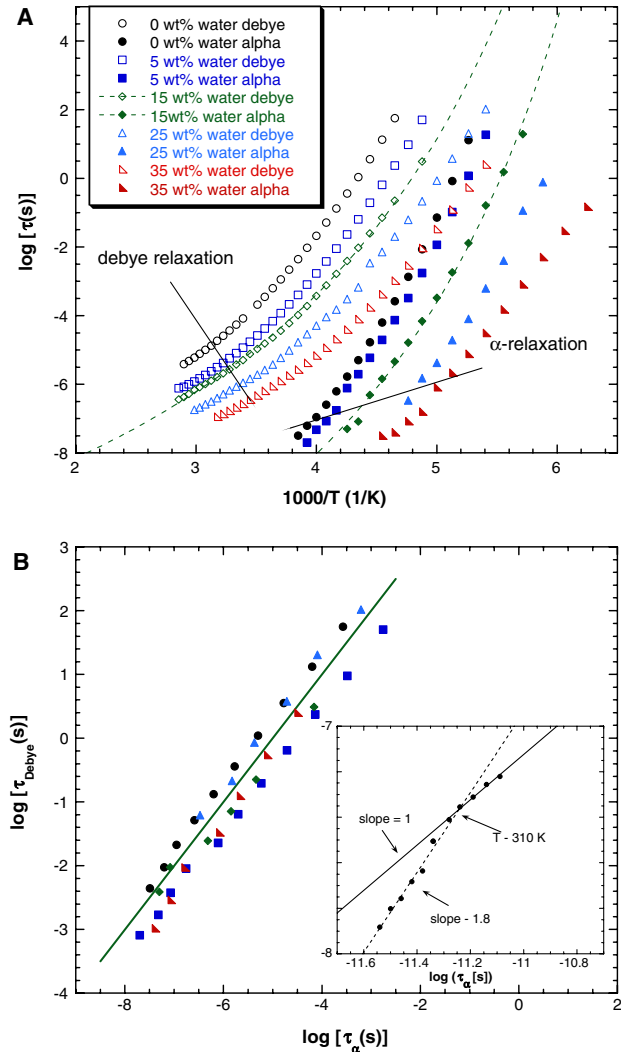 A
0 wt% water debye
0 wt% water alpha
5 wt% water debye
5 wt% water alpha
15 wt% water debye
15wt% water alpha
25 wt% water debye
25 wt% water alpha
35 wt% water debye
35 wt% water alpha
debye relaxation
α-relaxation
log [τ(s)]
4
2
0
-2
-4
-6
-8
2 3 4 5 6
1000/T (1/K)
B
log [τDebye(s)]
3
2
1
0
-1
-2
-3
-4
-8 -6 -4 -2 0 2
log [τα(s)]
-7
-8
slope = 1
T - 310 K
slope - 1.8
-11.6 -11.4 -11.2 -11 -10.8
log (τα[s])